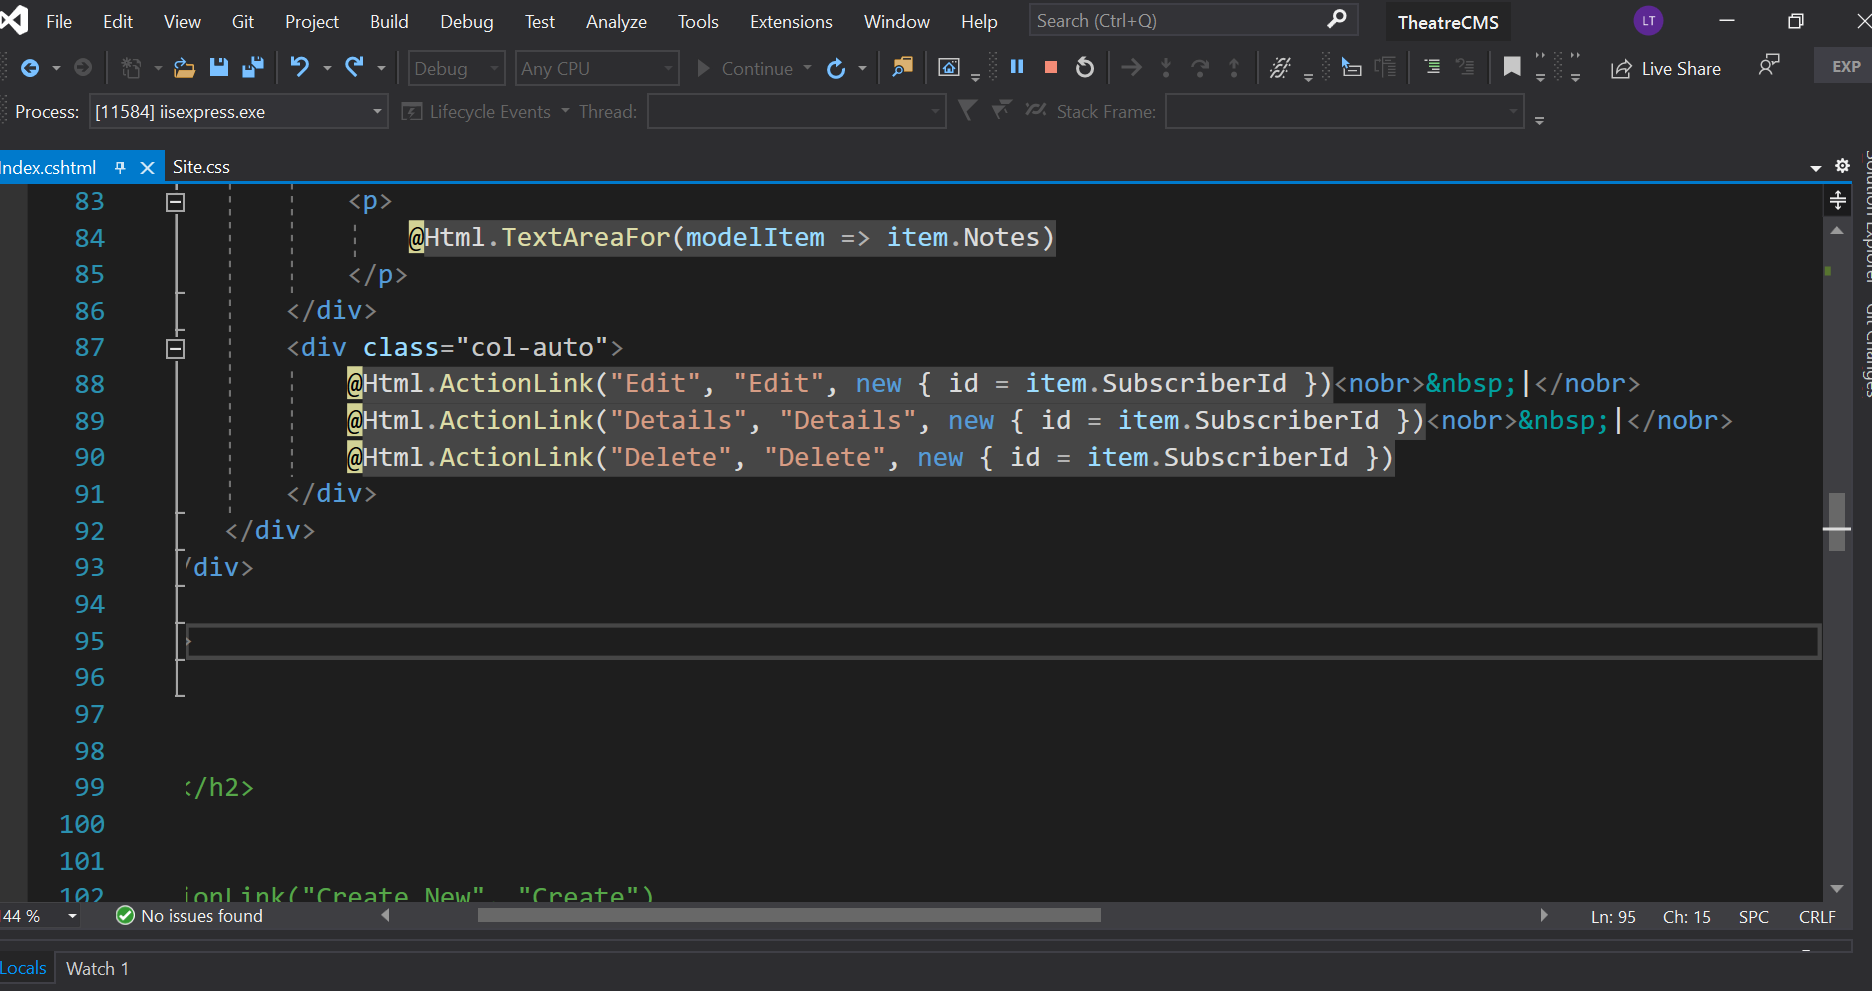 File Edit View Git Project Build Debug Test Analyze Tools Extensions Window Help Search (Ctrl+Q) TheatreCMS LT
Debug Any CPU Continue Live Share EXP
Process: [11584] iisexpress.exe Lifecycle Events Thread: Stack Frame:
Index.cshtml Site.css
Solution Explorer
Git Changes
83 <p>
84 @Html.TextAreaFor(modelItem => item.Notes)
85 </p>
86 </div>
87 <div class="col-auto">
88 @Html.ActionLink("Edit", "Edit", new { id = item.SubscriberId })<nobr>&nbsp;|</nobr>
89 @Html.ActionLink("Details", "Details", new { id = item.SubscriberId })<nobr>&nbsp;|</nobr>
90 @Html.ActionLink("Delete", "Delete", new { id = item.SubscriberId })
91 </div>
92 </div>
93 /div>
94
95 >
96
97
98
99 </h2>
100
101
102 ionLink("Create New", "Create")
144 % No issues found Ln: 95 Ch: 15 SPC CRLF
Locals Watch 1